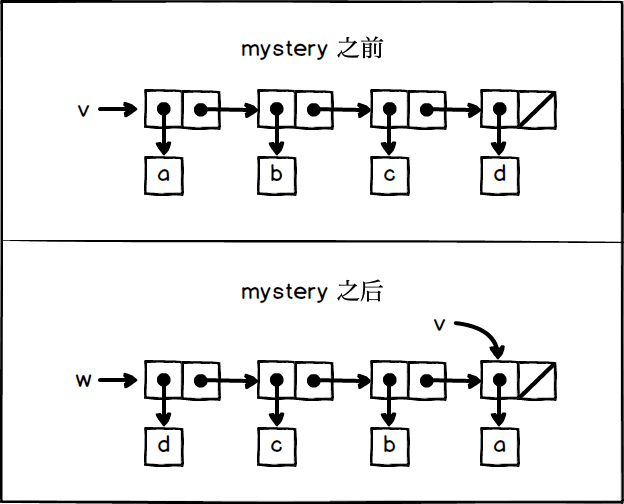 mystery 之前
v
a b c d
mystery 之后
v
w
d c b a